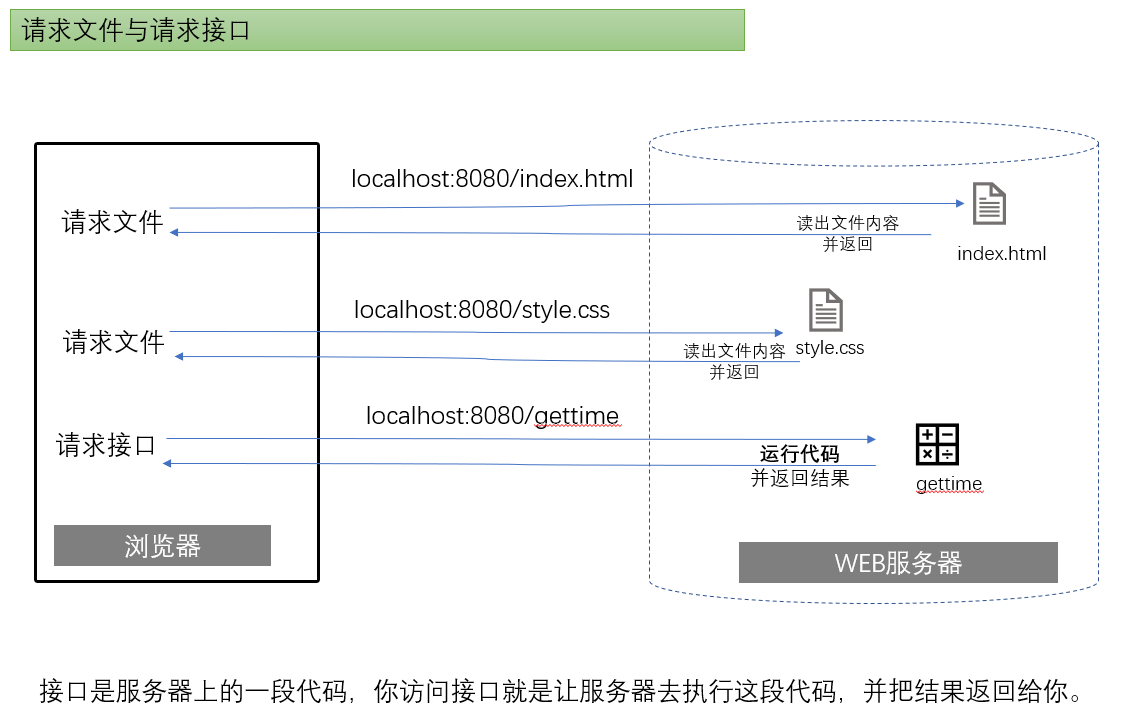 请求文件与请求接口
localhost:8080/index.html
请求文件
读出文件内容
并返回
index.html
localhost:8080/style.css
请求文件
读出文件内容
并返回
style.css
localhost:8080/gettime
请求接口
运行代码
并返回结果
gettime
浏览器
WEB服务器
接口是服务器上的一段代码，你访问接口就是让服务器去执行这段代码，并把结果返回给你。